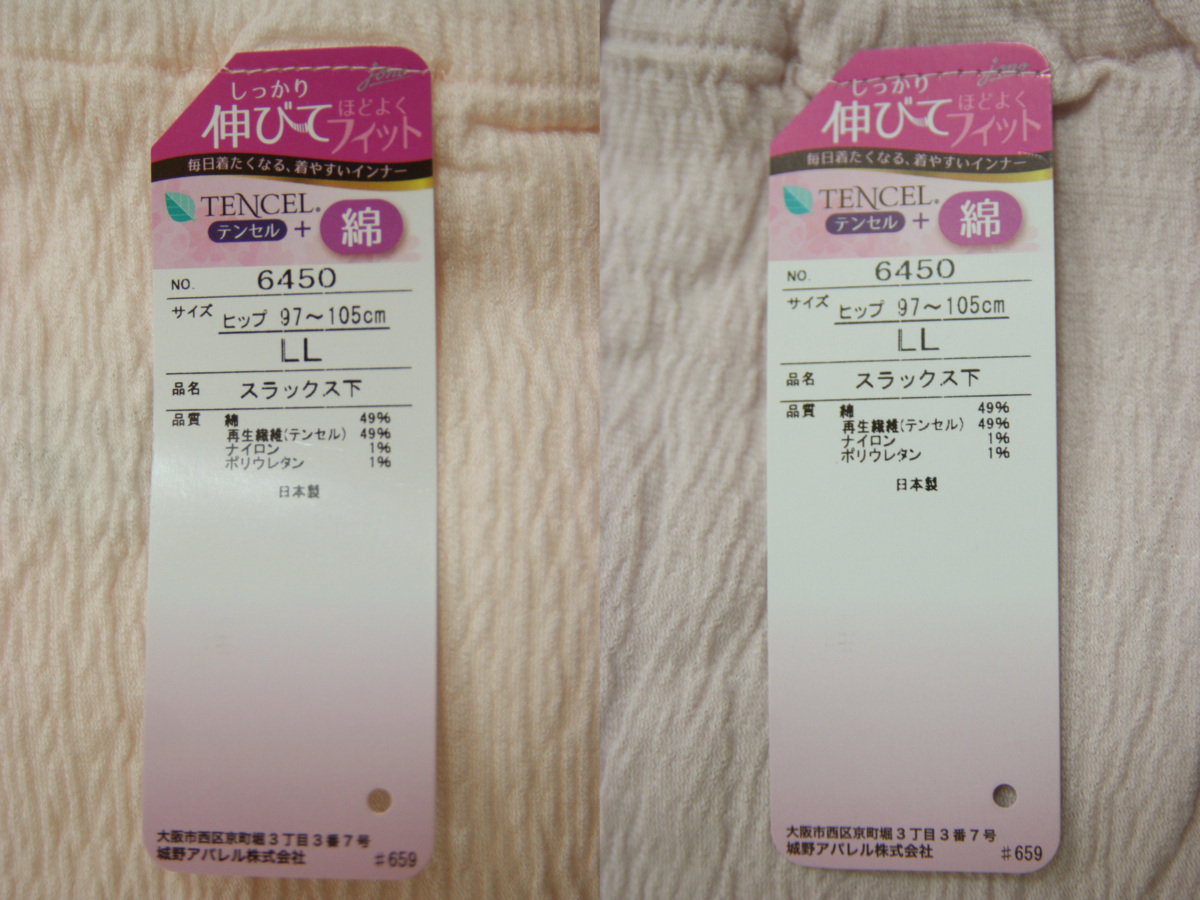 jono
しっかり
伸びて
ほどよく
フィット
毎日着たくなる、着やすいインナー
TENCEL®
テンセル + 綿
NO. 6450
サイズ ヒップ 97〜105cm
LL
品名 スラックス下
品質 綿 49%
再生繊維(テンセル) 49%
ナイロン 1%
ポリウレタン 1%
日本製
大阪市西区京町堀3丁目3番7号
城野アパレル株式会社 #659
jono
しっかり
伸びて
ほどよく
フィット
毎日着たくなる、着やすいインナー
TENCEL®
テンセル + 綿
NO. 6450
サイズ ヒップ 97〜105cm
LL
品名 スラックス下
品質 綿 49%
再生繊維(テンセル) 49%
ナイロン 1%
ポリウレタン 1%
日本製
大阪市西区京町堀3丁目3番7号
城野アパレル株式会社 #659